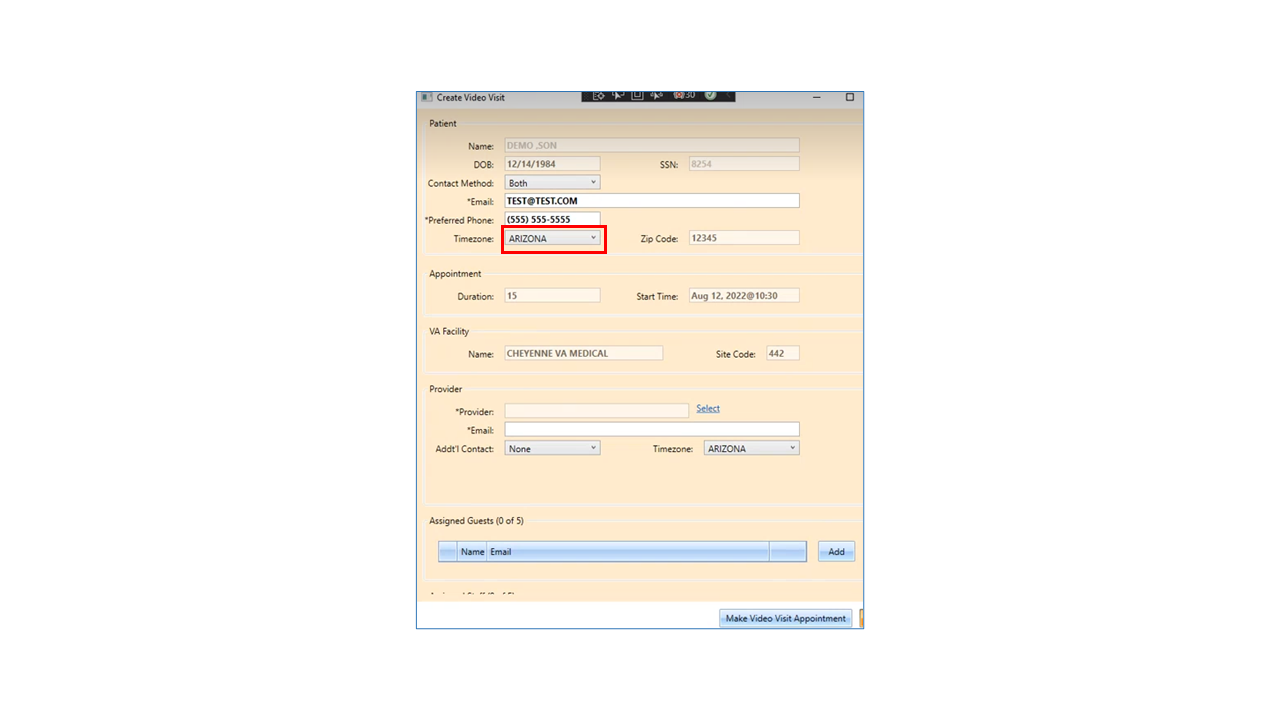 Create Video Visit 30
Patient
Name: DEMO ,SON
DOB: 12/14/1984 SSN: 8254
Contact Method: Both
*Email: TEST@TEST.COM
*Preferred Phone: (555) 555-5555
Timezone: ARIZONA Zip Code: 12345
Appointment
Duration: 15 Start Time: Aug 12, 2022@10:30
VA Facility
Name: CHEYENNE VA MEDICAL Site Code: 442
Provider
*Provider: Select
*Email:
Addt'l Contact: None Timezone: ARIZONA
Assigned Guests (0 of 5)
Name Email Add
Make Video Visit Appointment